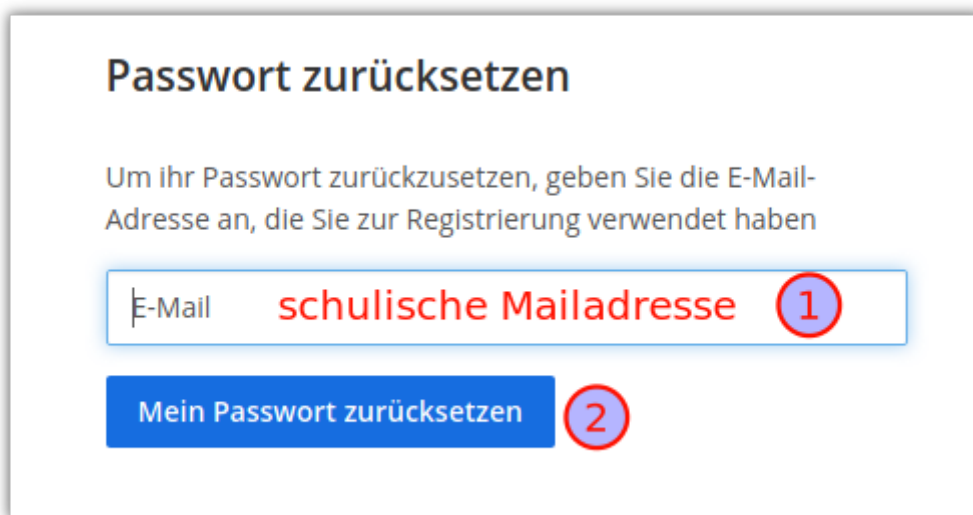 Passwort zurücksetzen
Um ihr Passwort zurückzusetzen, geben Sie die E-Mail-
Adresse an, die Sie zur Registrierung verwendet haben
E-Mail schulische Mailadresse 1
Mein Passwort zurücksetzen 2